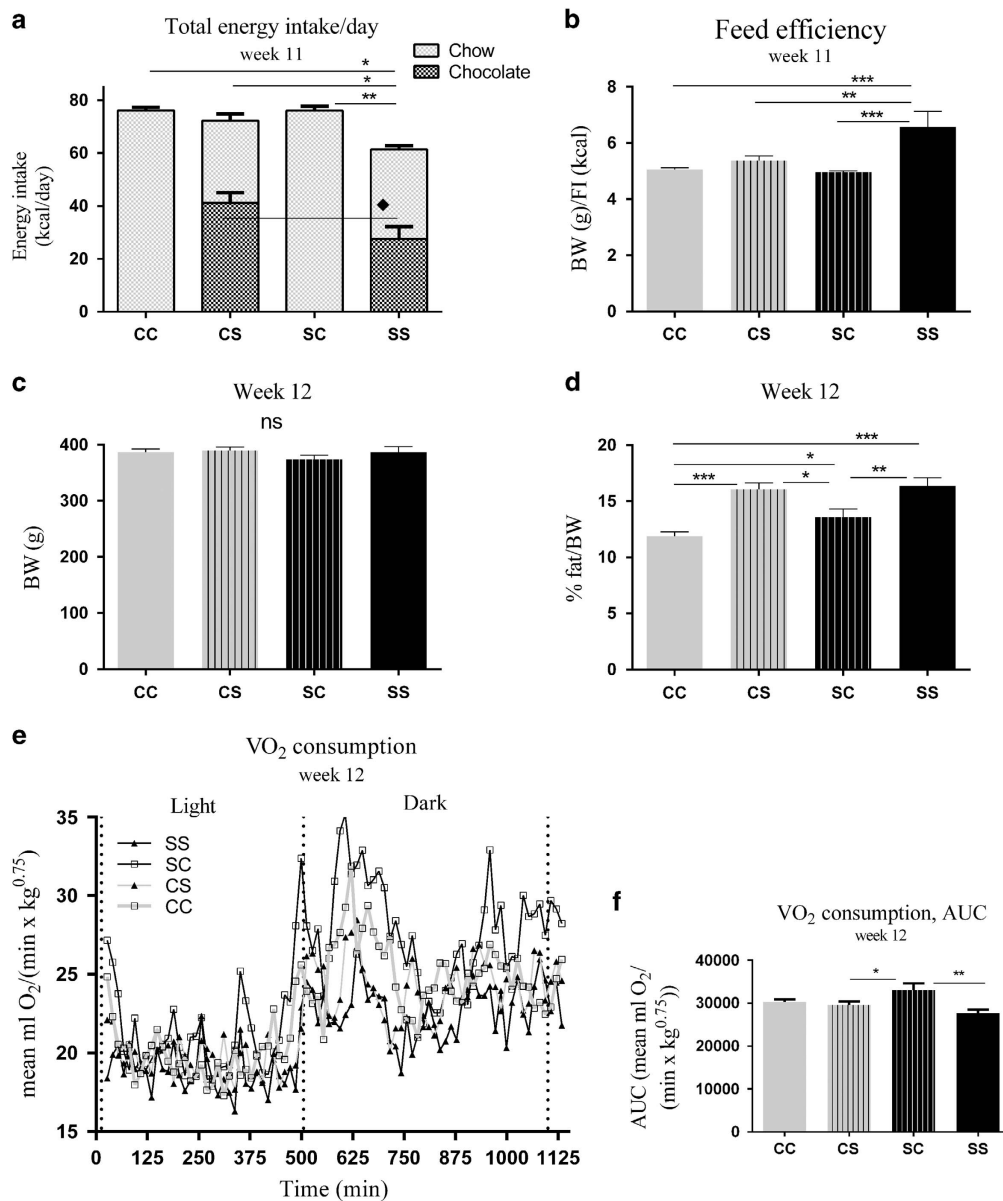 a
Total energy intake/day
week 11
Chow
Chocolate
*
*
**
Energy intake
(kcal/day)
80
60
40
20
0
◆
CC CS SC SS
b
Feed efficiency
week 11
***
**
***
BW (g)/FI (kcal)
8
6
4
2
0
CC CS SC SS
c
Week 12
ns
BW (g)
400
300
200
100
0
CC CS SC SS
d
Week 12
***
*
*** * **
% fat/BW
20
15
10
5
0
CC CS SC SS
e
VO₂ consumption
week 12
Light Dark
SS
SC
CS
CC
mean ml O₂/(min x kg⁰·⁷⁵)
35
30
25
20
15
0 125 250 375 500 625 750 875 1000 1125
Time (min)
f
VO₂ consumption, AUC
week 12
* **
AUC (mean ml O₂/
(min x kg⁰·⁷⁵))
40000
30000
20000
10000
0
CC CS SC SS